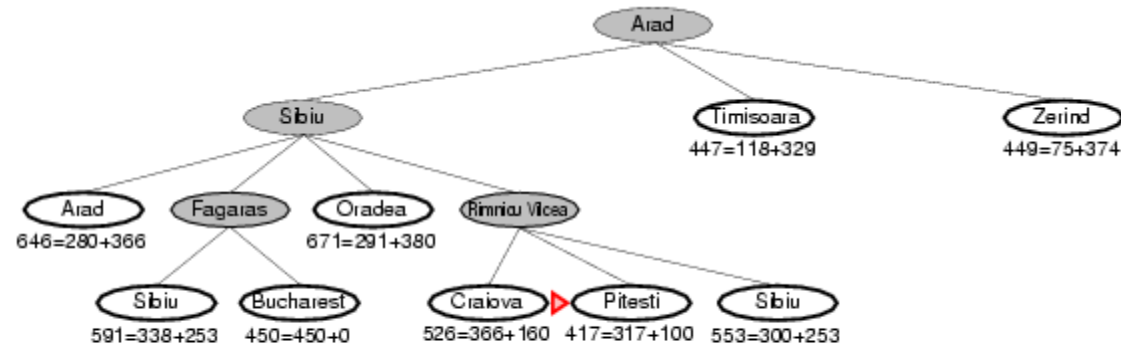 Arad
Sibiu
Timisoara
Zerind
447=118+329
449=75+374
Arad
Fagaras
Oradea
Rimnicu Vilcea
646=280+366
671=291+380
Sibiu
Bucharest
Craiova
Pitesti
Sibiu
591=338+253
450=450+0
526=366+160
417=317+100
553=300+253